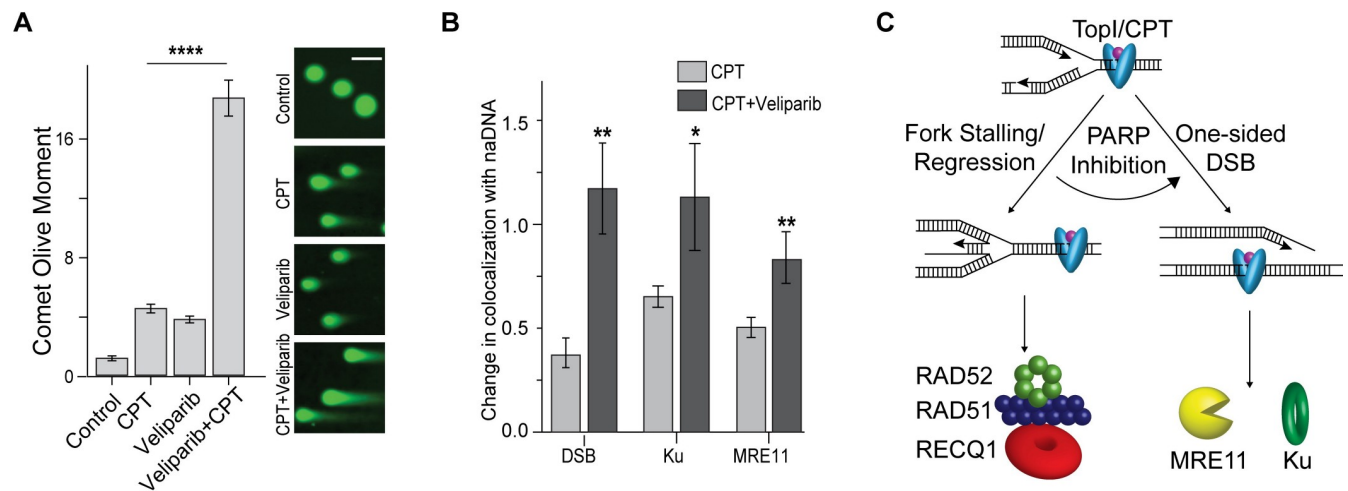 A
Comet Olive Moment
16
8
0
****
Control
CPT
Veliparib
Veliparib+CPT
Control
CPT
Veliparib
CPT+Veliparib
B
Change in colocalization with naDNA
1.5
1.0
0.5
0.0
CPT
CPT+Veliparib
**
*
**
DSB
Ku
MRE11
C
TopI/CPT
Fork Stalling/
Regression
PARP
Inhibition
One-sided
DSB
RAD52
RAD51
RECQ1
MRE11
Ku